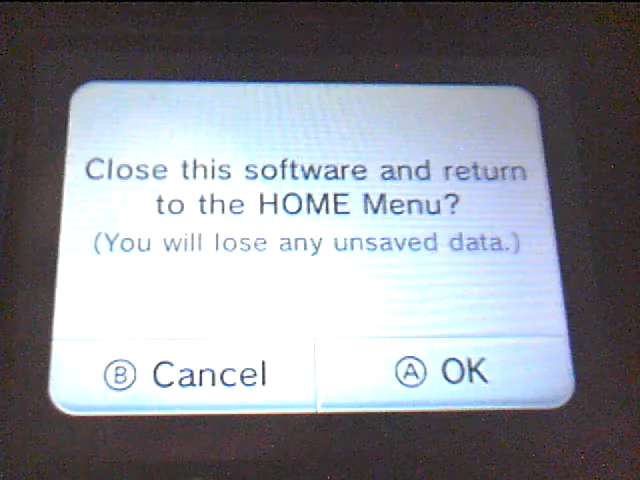 Close this software and return
to the HOME Menu?
(You will lose any unsaved data.)
Ⓑ Cancel
Ⓐ OK